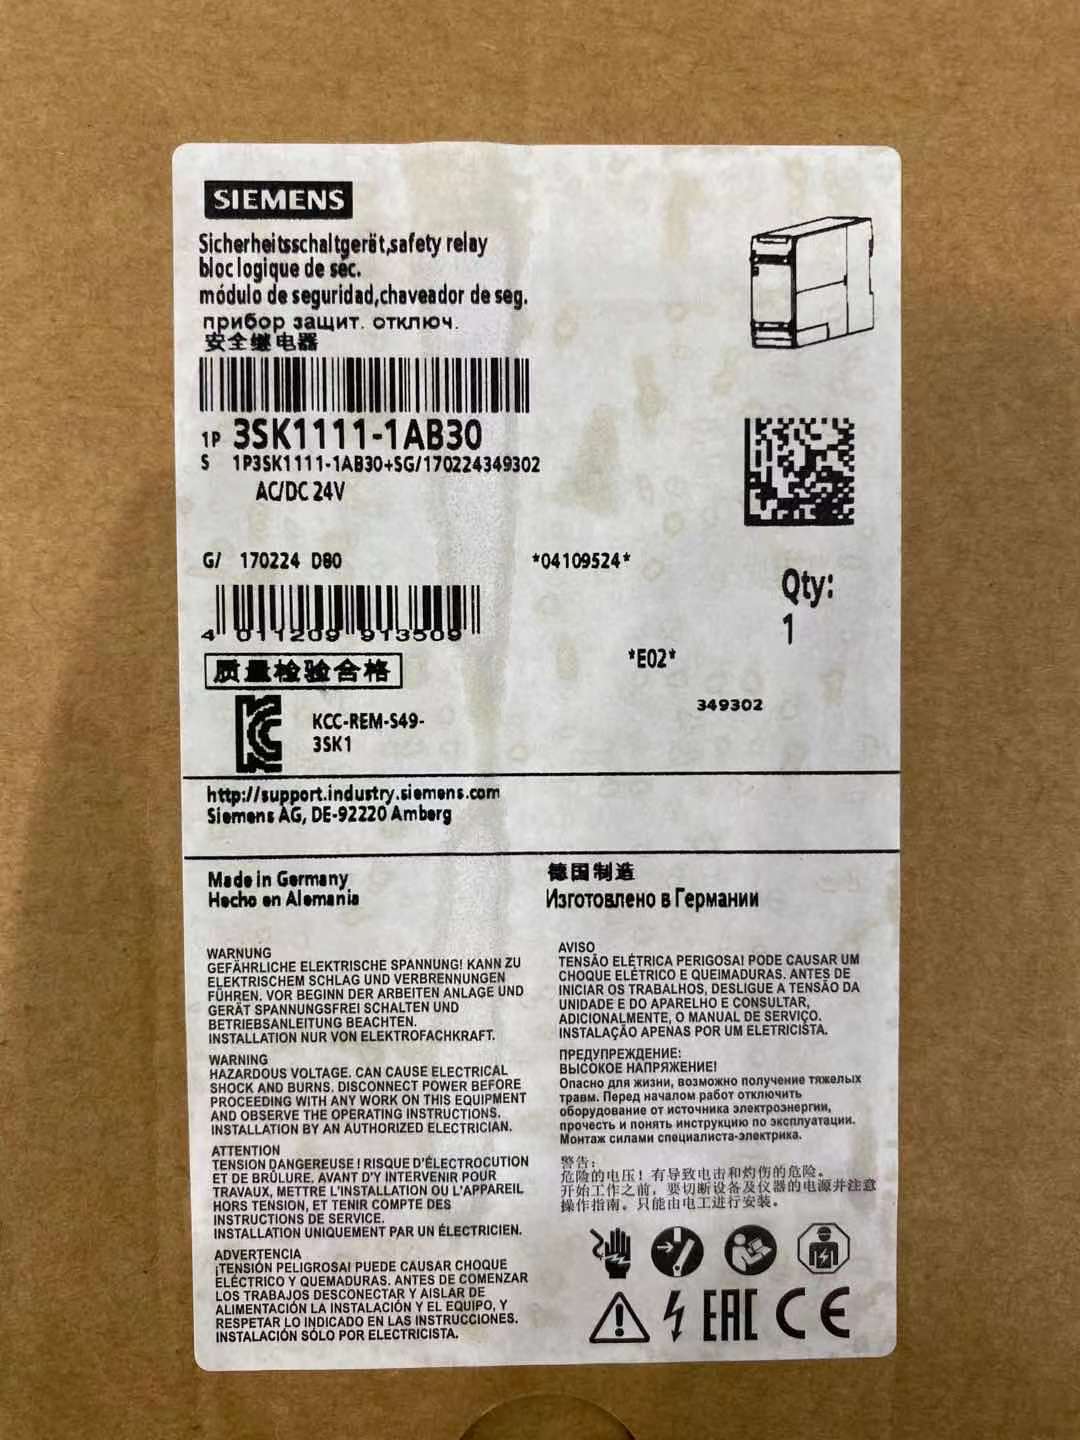 SIEMENS
Sicherheitsschaltgerät,safety relay
bloc logique de sec.
módulo de seguridad,chaveador de seg.
прибор защит. отключ.
安全继电器
1P 3SK1111-1AB30
S 1P3SK1111-1AB30+SG/170224349302
AC/DC 24V
G/ 170224 D80 *04109524*
Qty:
1
4 011209 913509
*E02*
质量检验合格
349302
KCC-REM-S49-
3SK1
http://support.industry.siemens.com
Siemens AG, DE-92220 Amberg
Made in Germany
Hecho en Alemania
德国制造
Изготовлено в Германии
WARNUNG
GEFÄHRLICHE ELEKTRISCHE SPANNUNG! KANN ZU
ELEKTRISCHEM SCHLAG UND VERBRENNUNGEN
FÜHREN. VOR BEGINN DER ARBEITEN ANLAGE UND
GERÄT SPANNUNGSFREI SCHALTEN UND
BETRIEBSANLEITUNG BEACHTEN.
INSTALLATION NUR VON ELEKTROFACHKRAFT.
WARNING
HAZARDOUS VOLTAGE. CAN CAUSE ELECTRICAL
SHOCK AND BURNS. DISCONNECT POWER BEFORE
PROCEEDING WITH ANY WORK ON THIS EQUIPMENT
AND OBSERVE THE OPERATING INSTRUCTIONS.
INSTALLATION BY AN AUTHORIZED ELECTRICIAN.
ATTENTION
TENSION DANGEREUSE ! RISQUE D'ÉLECTROCUTION
ET DE BRÛLURE. AVANT D'Y INTERVENIR POUR
TRAVAUX, METTRE L'INSTALLATION OU L'APPAREIL
HORS TENSION, ET TENIR COMPTE DES
INSTRUCTIONS DE SERVICE.
INSTALLATION UNIQUEMENT PAR UN ÉLECTRICIEN.
ADVERTENCIA
¡TENSIÓN PELIGROSA! PUEDE CAUSAR CHOQUE
ELÉCTRICO Y QUEMADURAS. ANTES DE COMENZAR
LOS TRABAJOS DESCONECTAR Y AISLAR DE
ALIMENTACIÓN LA INSTALACIÓN Y EL EQUIPO, Y
RESPETAR LO INDICADO EN LAS INSTRUCCIONES.
INSTALACIÓN SÓLO POR ELECTRICISTA.
AVISO
TENSÃO ELÉTRICA PERIGOSA! PODE CAUSAR UM
CHOQUE ELÉTRICO E QUEIMADURAS. ANTES DE
INICIAR OS TRABALHOS, DESLIGUE A TENSÃO DA
UNIDADE E DO APARELHO E CONSULTAR,
ADICIONALMENTE, O MANUAL DE SERVIÇO.
INSTALAÇÃO APENAS POR UM ELETRICISTA.
ПРЕДУПРЕЖДЕНИЕ:
ВЫСОКОЕ НАПРЯЖЕНИЕ!
Опасно для жизни, возможно получение тяжелых
травм. Перед началом работ отключить
оборудование от источника электроэнергии,
прочесть и понять инструкцию по эксплуатации.
Монтаж силами специалиста-электрика.
警告:
危险的电压! 有导致电击和灼伤的危险。
开始工作之前, 要切断设备及仪器的电源并注意
操作指南。只能由电工进行安装。
EAC CE